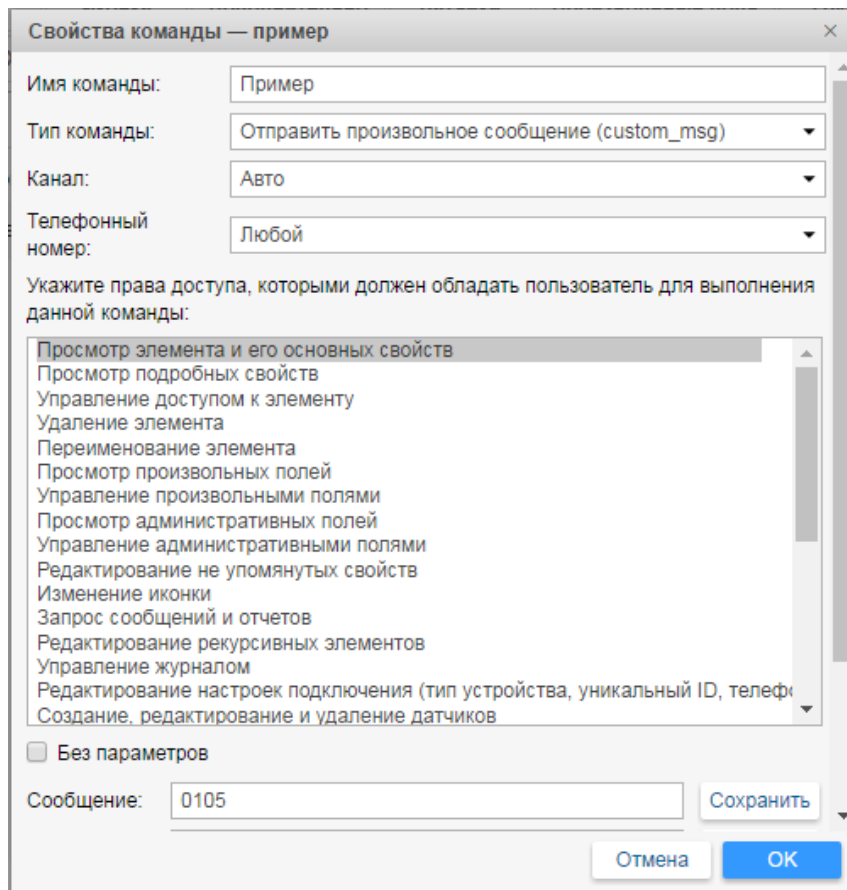 Свойства команды — пример
Имя команды: Пример
Тип команды: Отправить произвольное сообщение (custom_msg)
Канал: Авто
Телефонный
номер: Любой
Укажите права доступа, которыми должен обладать пользователь для выполнения
данной команды:
Просмотр элемента и его основных свойств
Просмотр подробных свойств
Управление доступом к элементу
Удаление элемента
Переименование элемента
Просмотр произвольных полей
Управление произвольными полями
Просмотр административных полей
Управление административными полями
Редактирование не упомянутых свойств
Изменение иконки
Запрос сообщений и отчетов
Редактирование рекурсивных элементов
Управление журналом
Редактирование настроек подключения (тип устройства, уникальный ID, телефо
Создание, редактирование и удаление датчиков
Без параметров
Сообщение: 0105 Сохранить
Отмена OK